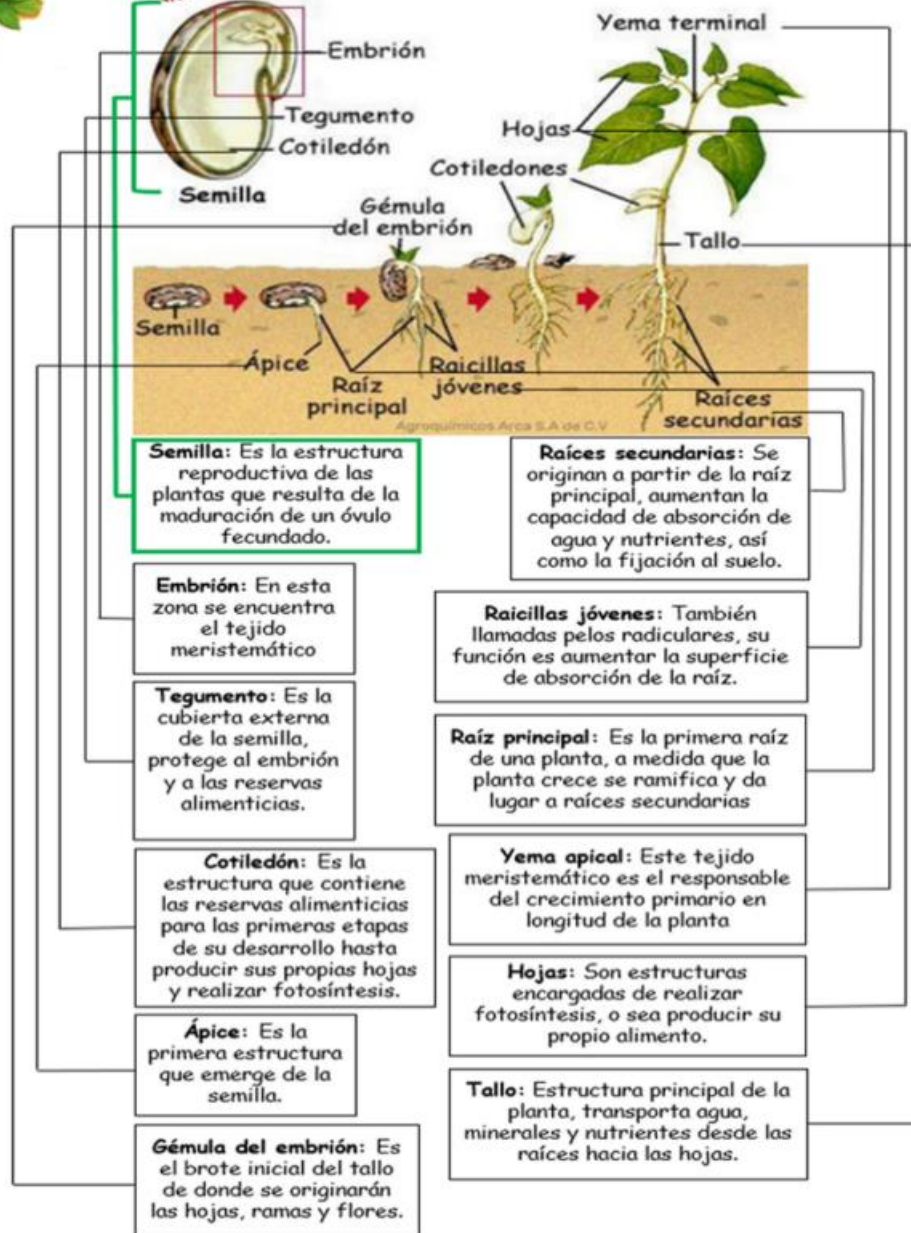 Embrión
Tegumento
Cotiledón
Semilla
Yema terminal
Hojas
Cotiledones
Gémula
del embrión
Tallo
Semilla
Ápice
Raíz
principal
Raicillas
jóvenes
Raíces
secundarias
Agroquímicos Arca S.A de C.V
Semilla: Es la estructura
reproductiva de las
plantas que resulta de la
maduración de un óvulo
fecundado.
Embrión: En esta
zona se encuentra
el tejido
meristemático
Tegumento: Es la
cubierta externa
de la semilla,
protege al embrión
y a las reservas
alimenticias.
Cotiledón: Es la
estructura que contiene
las reservas alimenticias
para las primeras etapas
de su desarrollo hasta
producir sus propias hojas
y realizar fotosíntesis.
Ápice: Es la
primera estructura
que emerge de la
semilla.
Gémula del embrión: Es
el brote inicial del tallo
de donde se originarán
las hojas, ramas y flores.
Raíces secundarias: Se
originan a partir de la raíz
principal, aumentan la
capacidad de absorción de
agua y nutrientes, así
como la fijación al suelo.
Raicillas jóvenes: También
llamadas pelos radiculares, su
función es aumentar la superficie
de absorción de la raíz.
Raíz principal: Es la primera raíz
de una planta, a medida que la
planta crece se ramifica y da
lugar a raíces secundarias
Yema apical: Este tejido
meristemático es el responsable
del crecimiento primario en
longitud de la planta
Hojas: Son estructuras
encargadas de realizar
fotosíntesis, o sea producir su
propio alimento.
Tallo: Estructura principal de la
planta, transporta agua,
minerales y nutrientes desde las
raíces hacia las hojas.